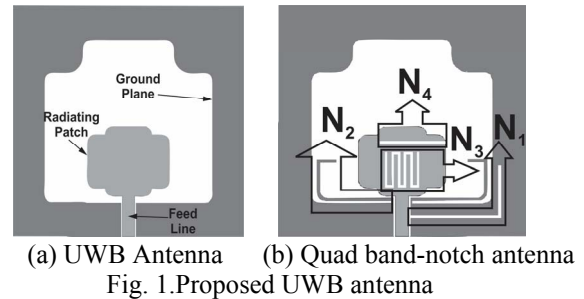 Ground
Plane
Radiating
Patch
Feed
Line
N4
N2
N3
N1
(a) UWB Antenna (b) Quad band-notch antenna
Fig. 1.Proposed UWB antenna